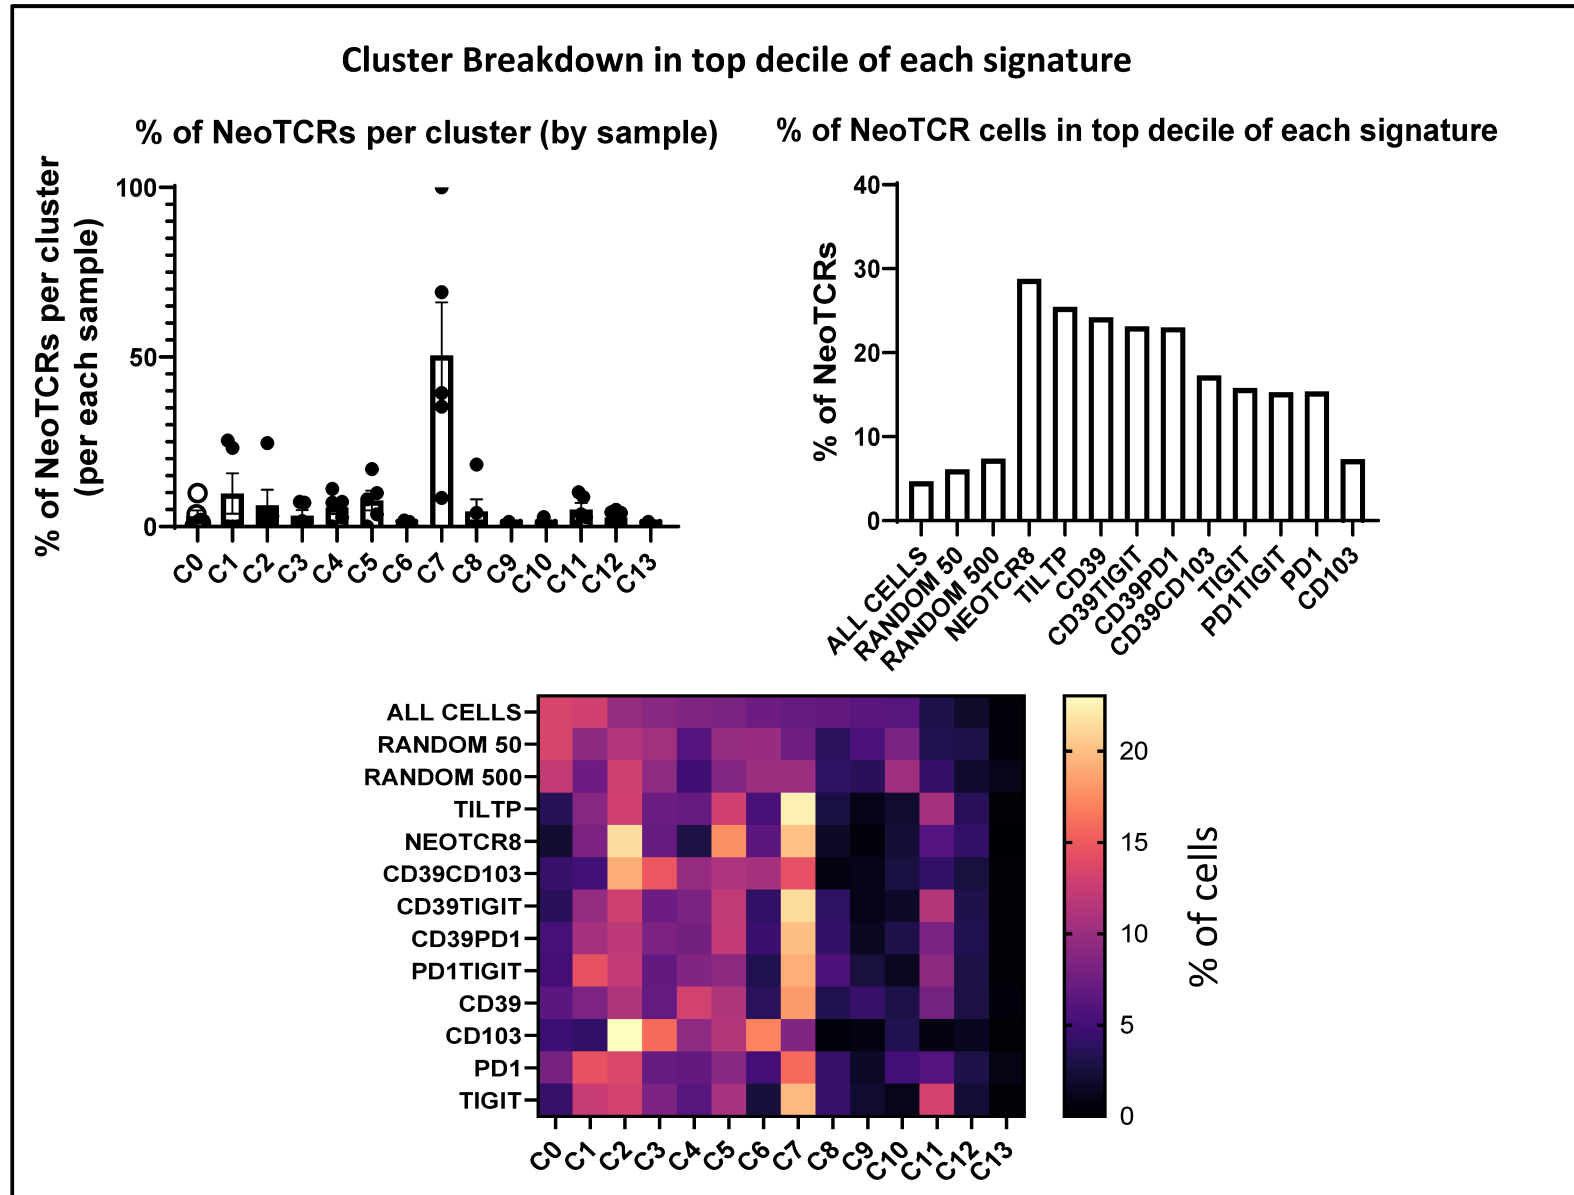 Cluster Breakdown in top decile of each signature
% of NeoTCRs per cluster (by sample)
% of NeoTCRs per cluster
(per each sample)
100
50
0
C0
C1
C2
C3
C4
C5
C6
C7
C8
C9
C10
C11
C12
C13
% of NeoTCR cells in top decile of each signature
% of NeoTCRs
40
30
20
10
0
ALL CELLS
RANDOM 50
RANDOM 500
NEOTCR8
TILTP
CD39
CD39TIGIT
CD39PD1
CD39CD103
TIGIT
PD1TIGIT
PD1
CD103
ALL CELLS
RANDOM 50
RANDOM 500
TILTP
NEOTCR8
CD39CD103
CD39TIGIT
CD39PD1
PD1TIGIT
CD39
CD103
PD1
TIGIT
C0
C1
C2
C3
C4
C5
C6
C7
C8
C9
C10
C11
C12
C13
20
15
10
5
0
% of cells